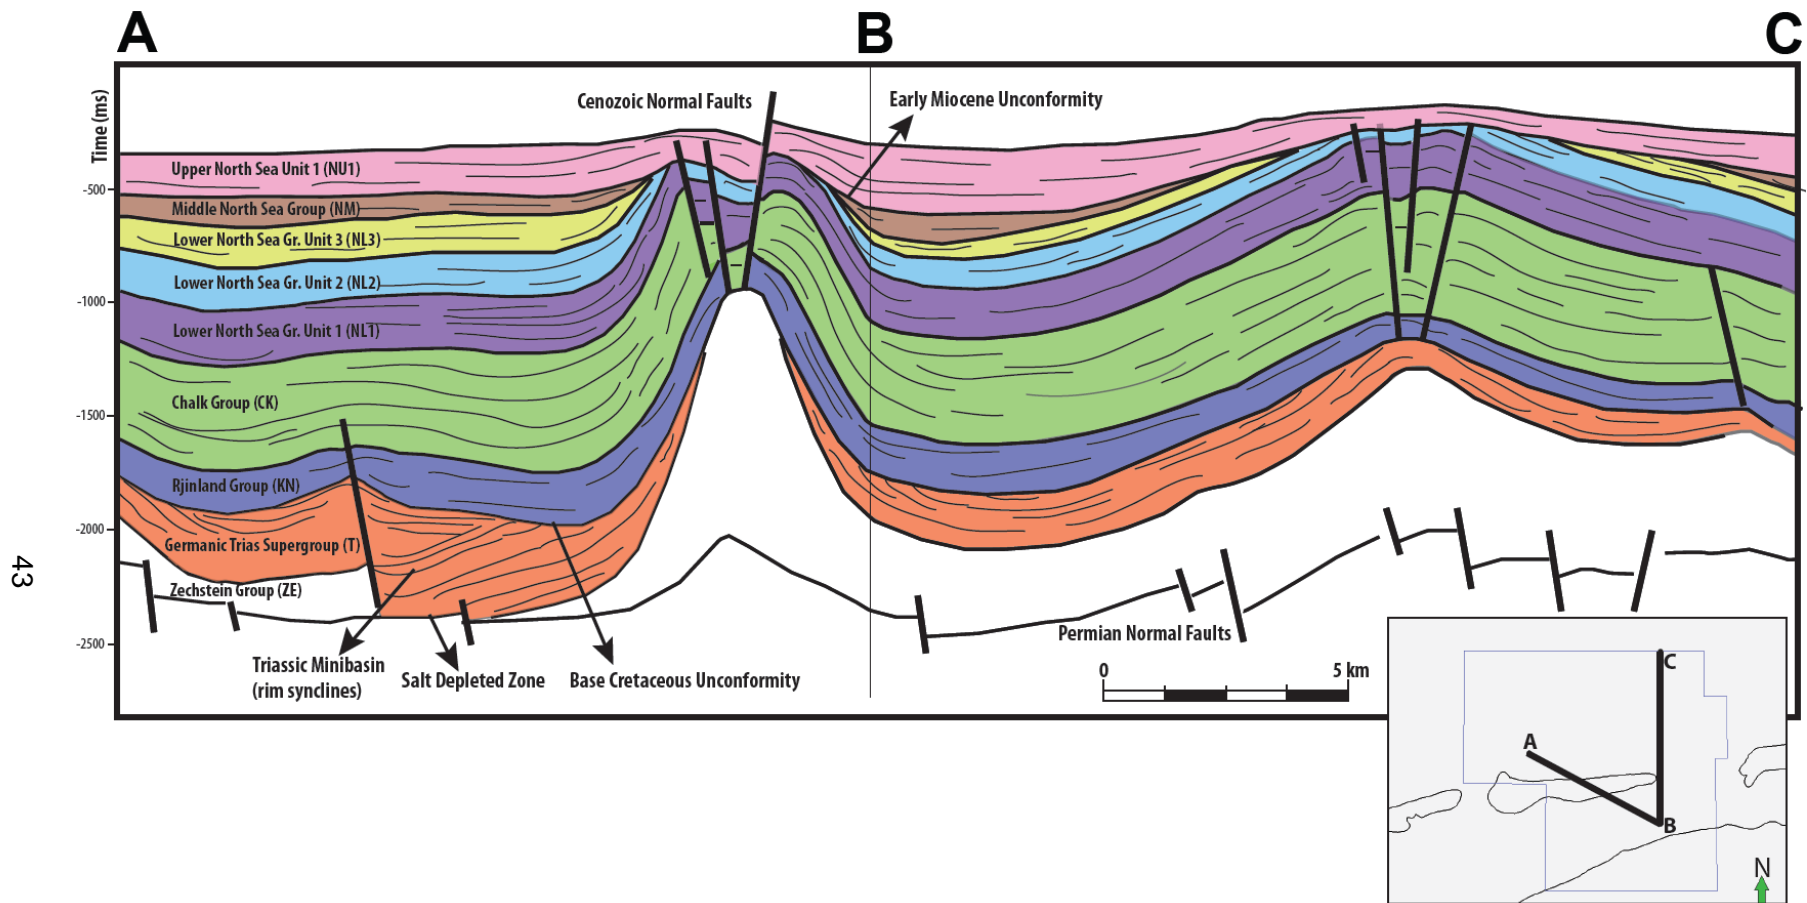 A B C
Time (ms)
-500
-1000
-1500
-2000
-2500
Cenozoic Normal Faults
Early Miocene Unconformity
Upper North Sea Unit 1 (NU1)
Middle North Sea Group (NM)
Lower North Sea Gr. Unit 3 (NL3)
Lower North Sea Gr. Unit 2 (NL2)
Lower North Sea Gr. Unit 1 (NL1)
Chalk Group (CK)
Rjinland Group (KN)
Germanic Trias Supergroup (T)
Zechstein Group (ZE)
Triassic Minibasin
(rim synclines)
Salt Depleted Zone
Base Cretaceous Unconformity
Permian Normal Faults
0 5 km
43
C
A
B
N